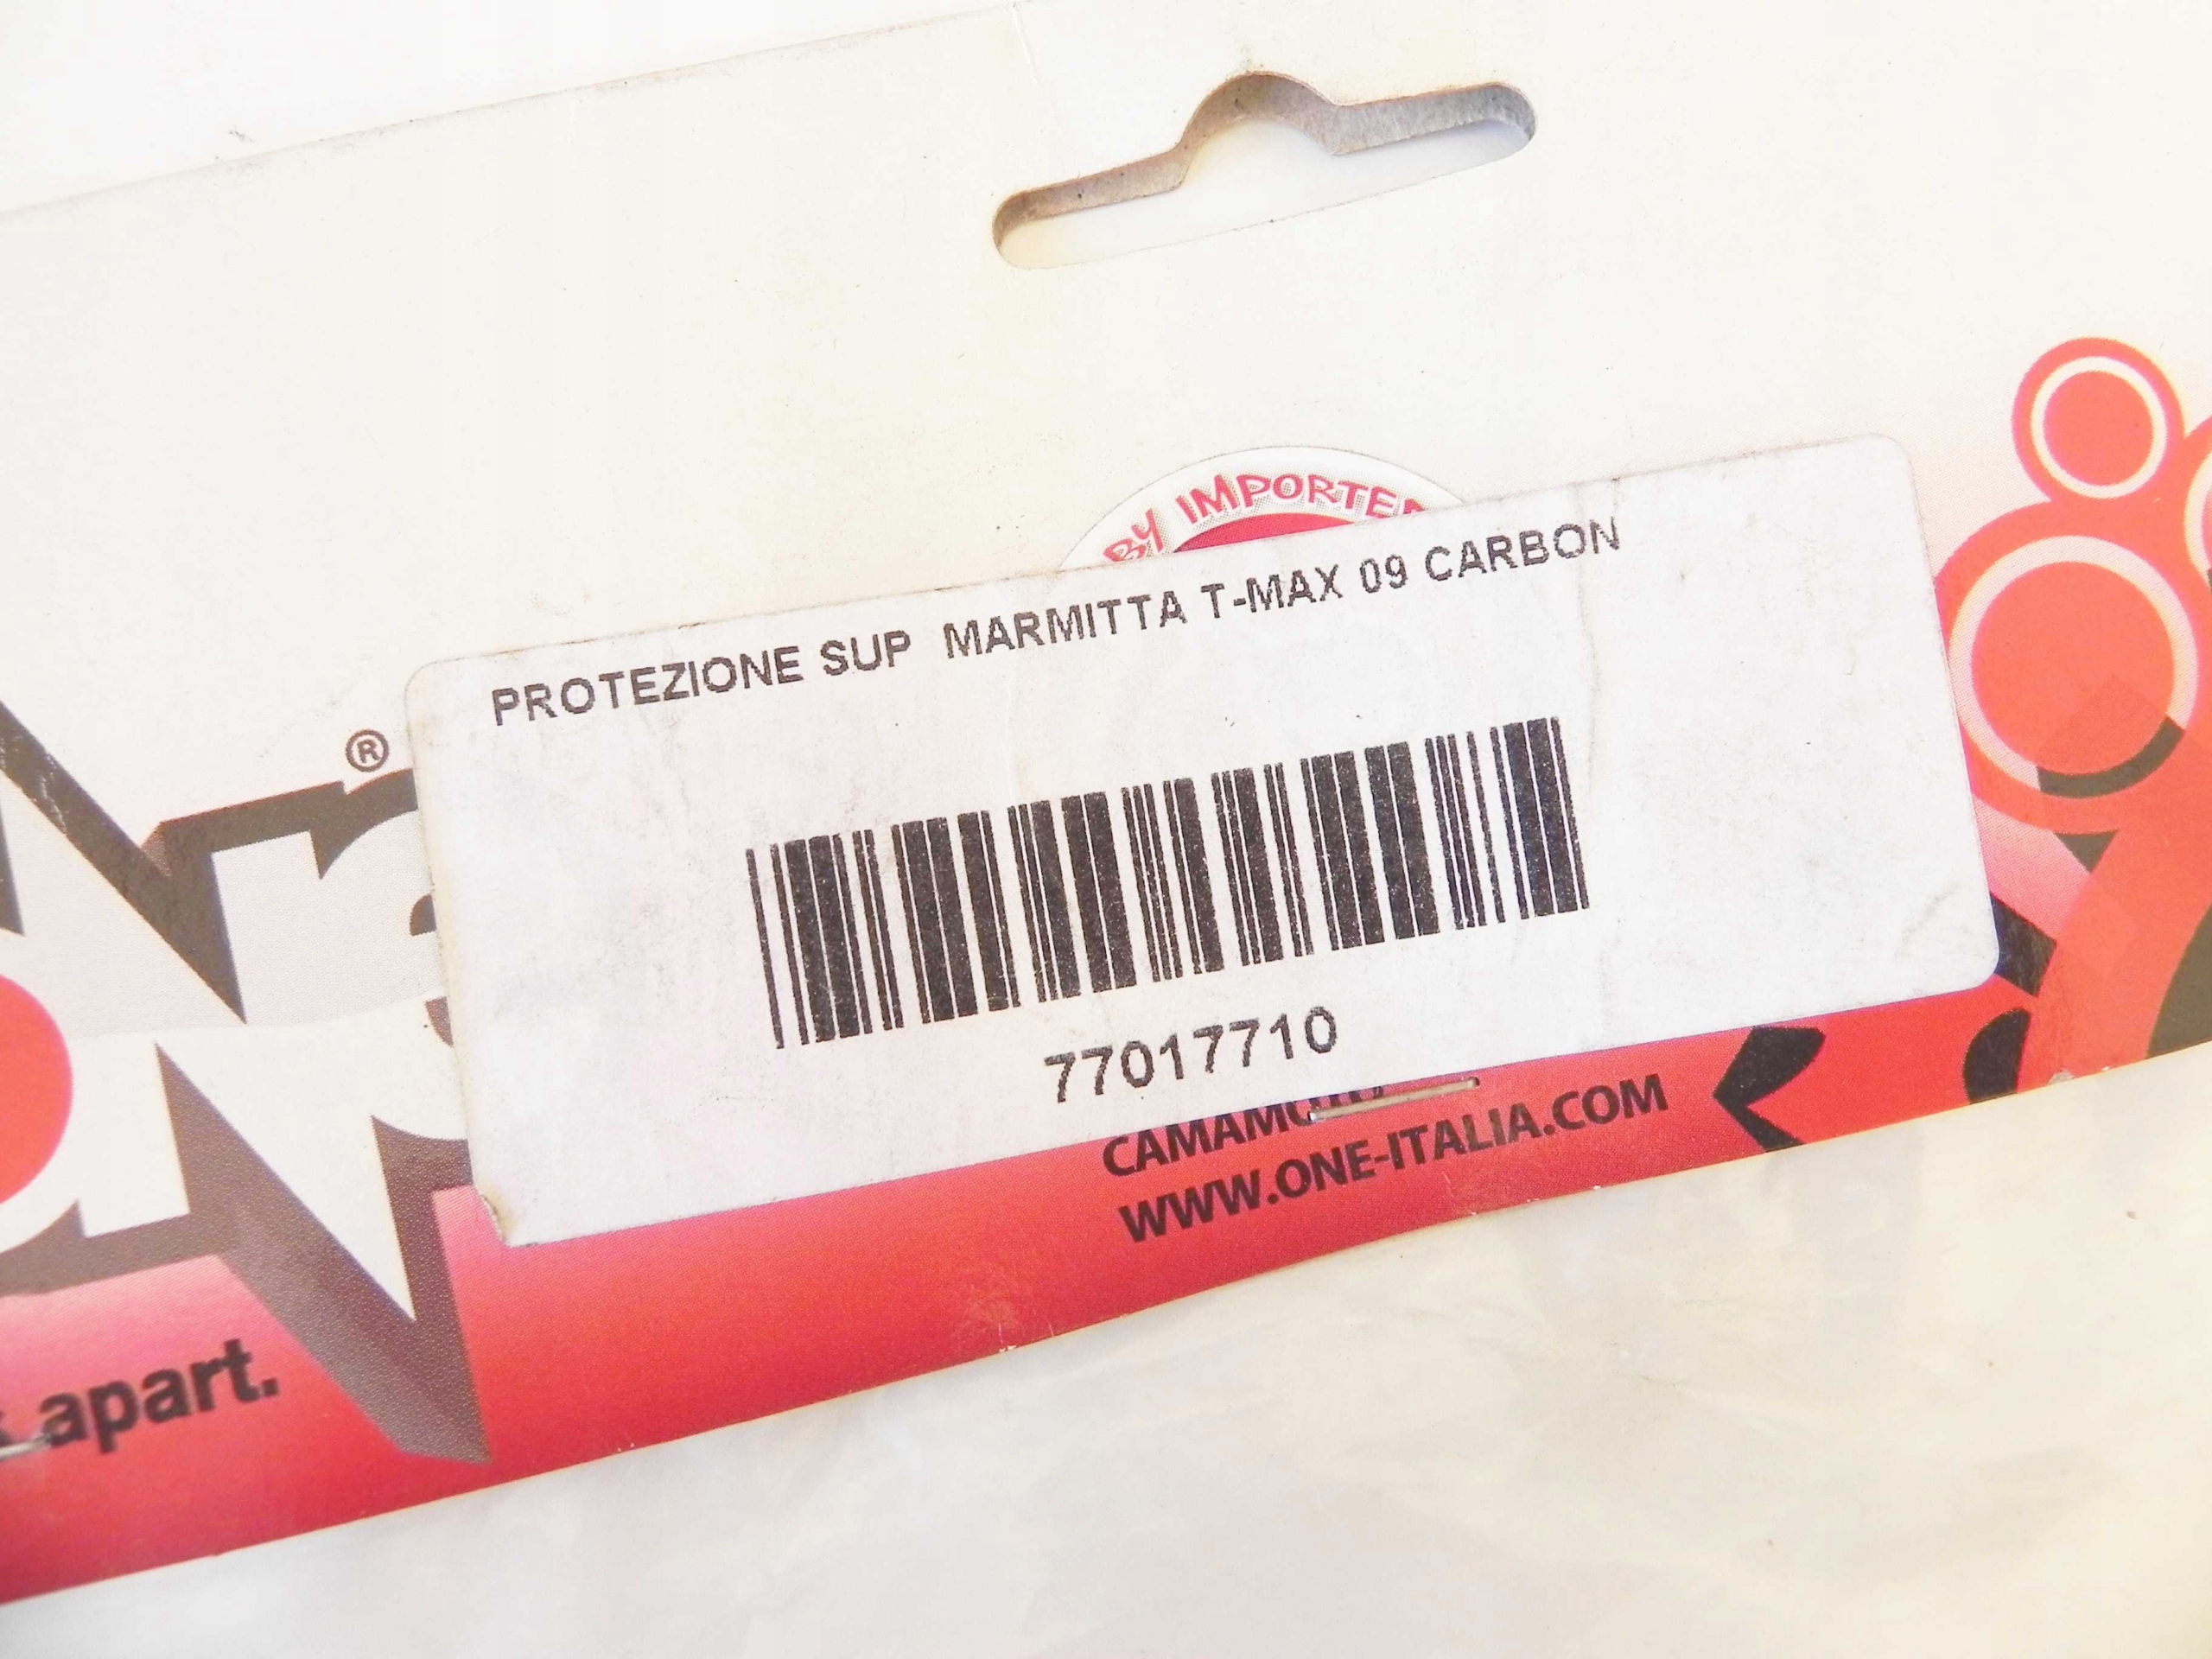 BY IMPORTER
PROTEZIONE SUP  MARMITTA T-MAX 09 CARBON
®
77017710
CAMAMOTO
WWW.ONE-ITALIA.COM
apart.